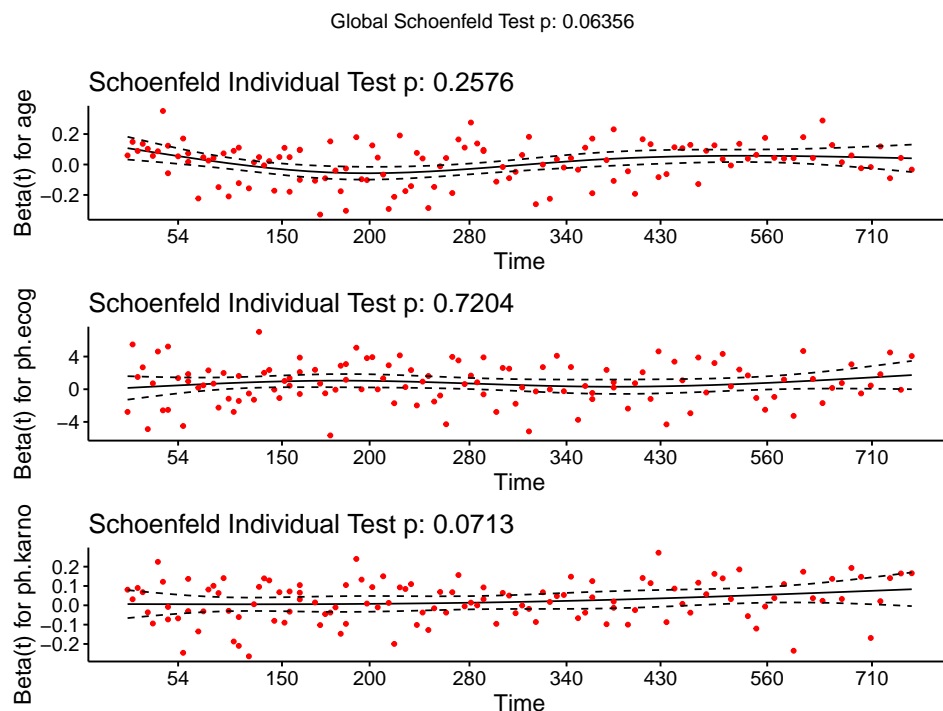 Global Schoenfeld Test p: 0.06356
Schoenfeld Individual Test p: 0.2576
Beta(t) for age
0.2
0.0
−0.2
54 150 200 280 340 430 560 710
Time
Schoenfeld Individual Test p: 0.7204
Beta(t) for ph.ecog
4
0
−4
54 150 200 280 340 430 560 710
Time
Schoenfeld Individual Test p: 0.0713
Beta(t) for ph.karno
0.2
0.1
0.0
−0.1
−0.2
54 150 200 280 340 430 560 710
Time